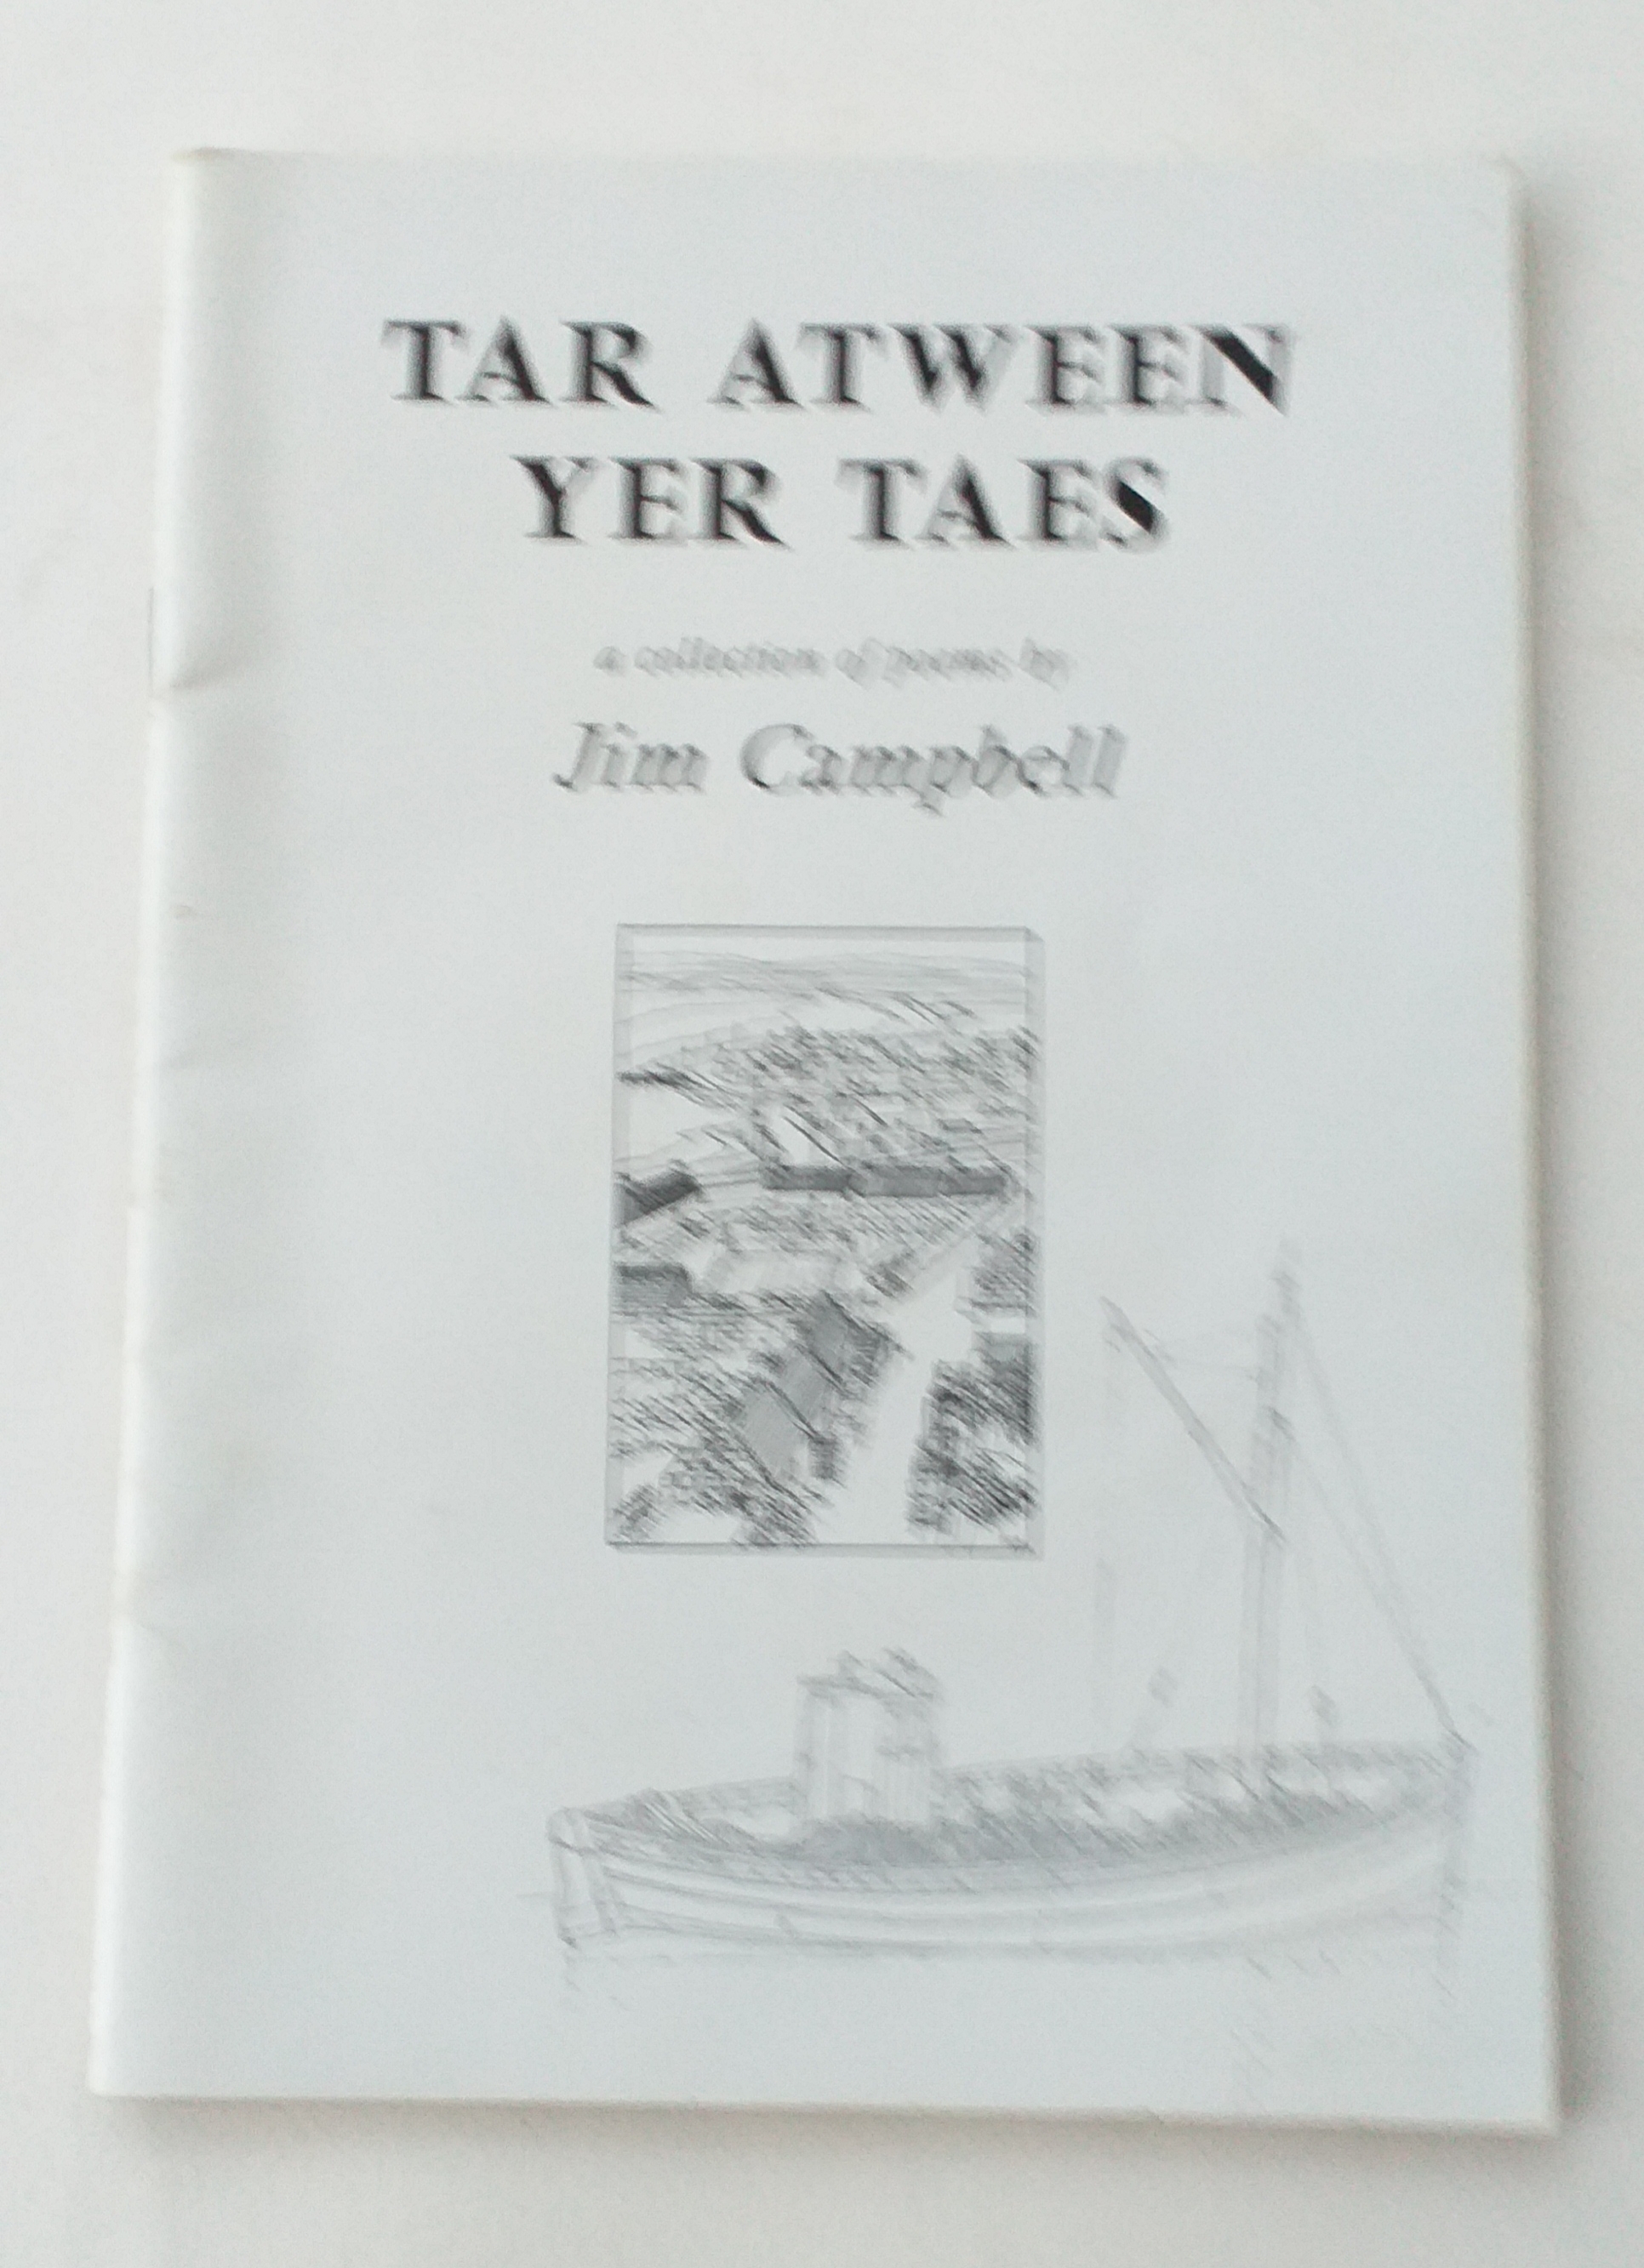 TAR ATWEEN
YER TAES
a collection of poems by
Jim Campbell